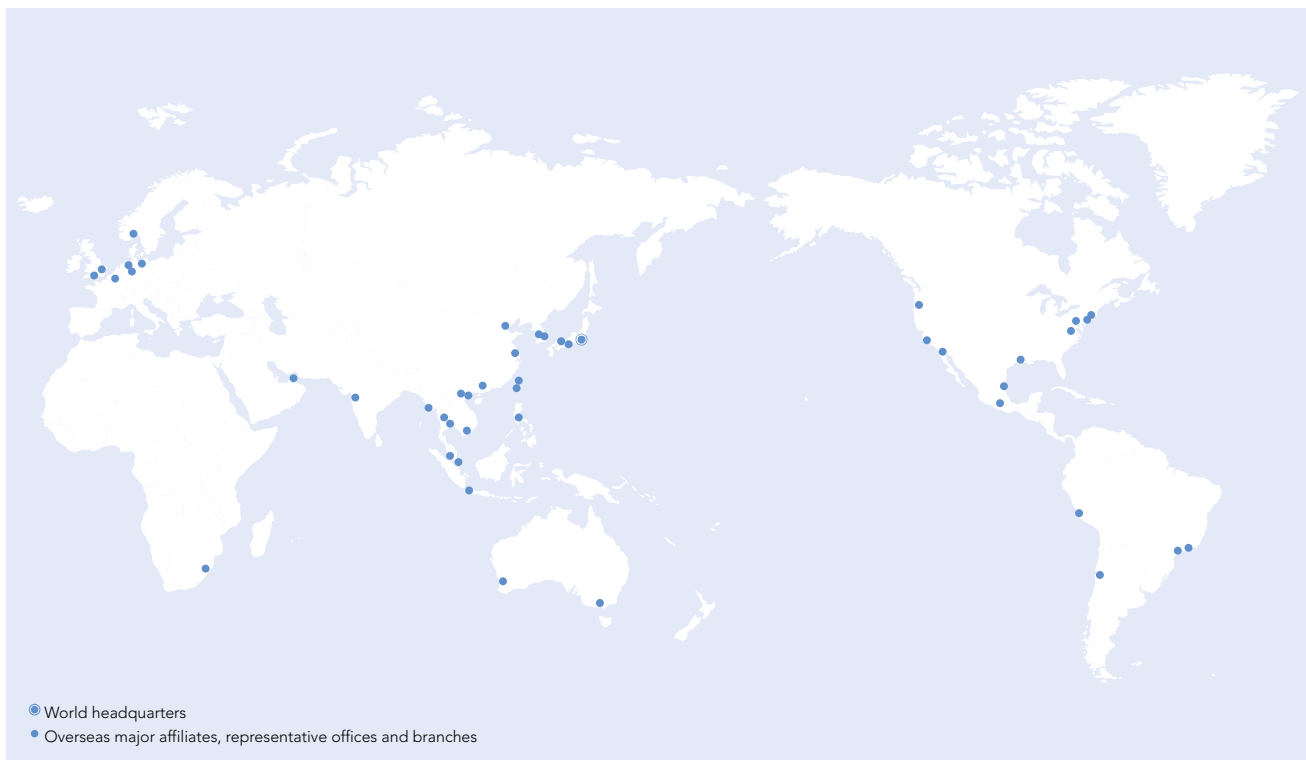 World headquarters
Overseas major affiliates, representative offices and branches